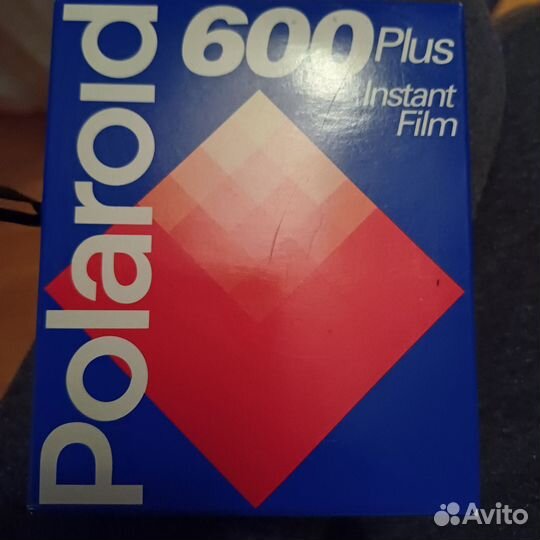 Polaroid
600 Plus
Instant
Film
Avito